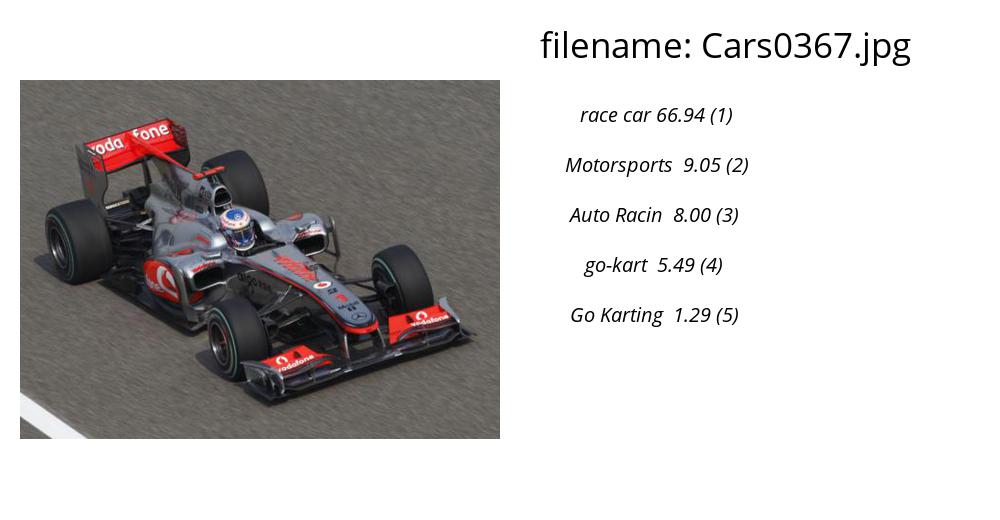 filename: Cars0367.jpg
race car 66.94 (1)
Motorsports 9.05 (2)
Auto Racin 8.00 (3)
go-kart 5.49 (4)
Go Karting 1.29 (5)
vodafone
vodafone
vodafone